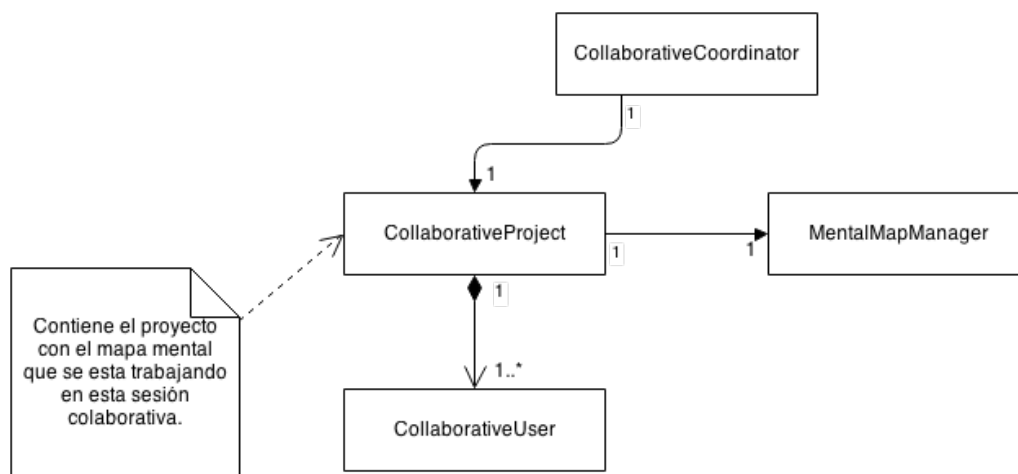 CollaborativeCoordinator
1
1
CollaborativeProject
1
1
MentalMapManager
1
1..*
CollaborativeUser
Contiene el proyecto
con el mapa mental
que se esta trabajando
en esta sesión
colaborativa.